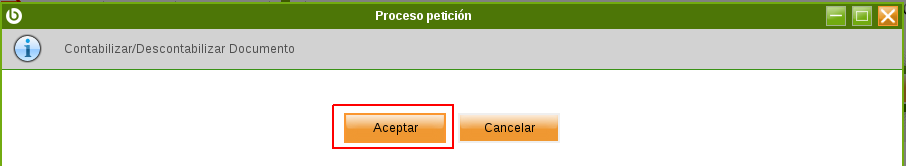 Proceso petición
Contabilizar/Descontabilizar Documento
Aceptar
Cancelar